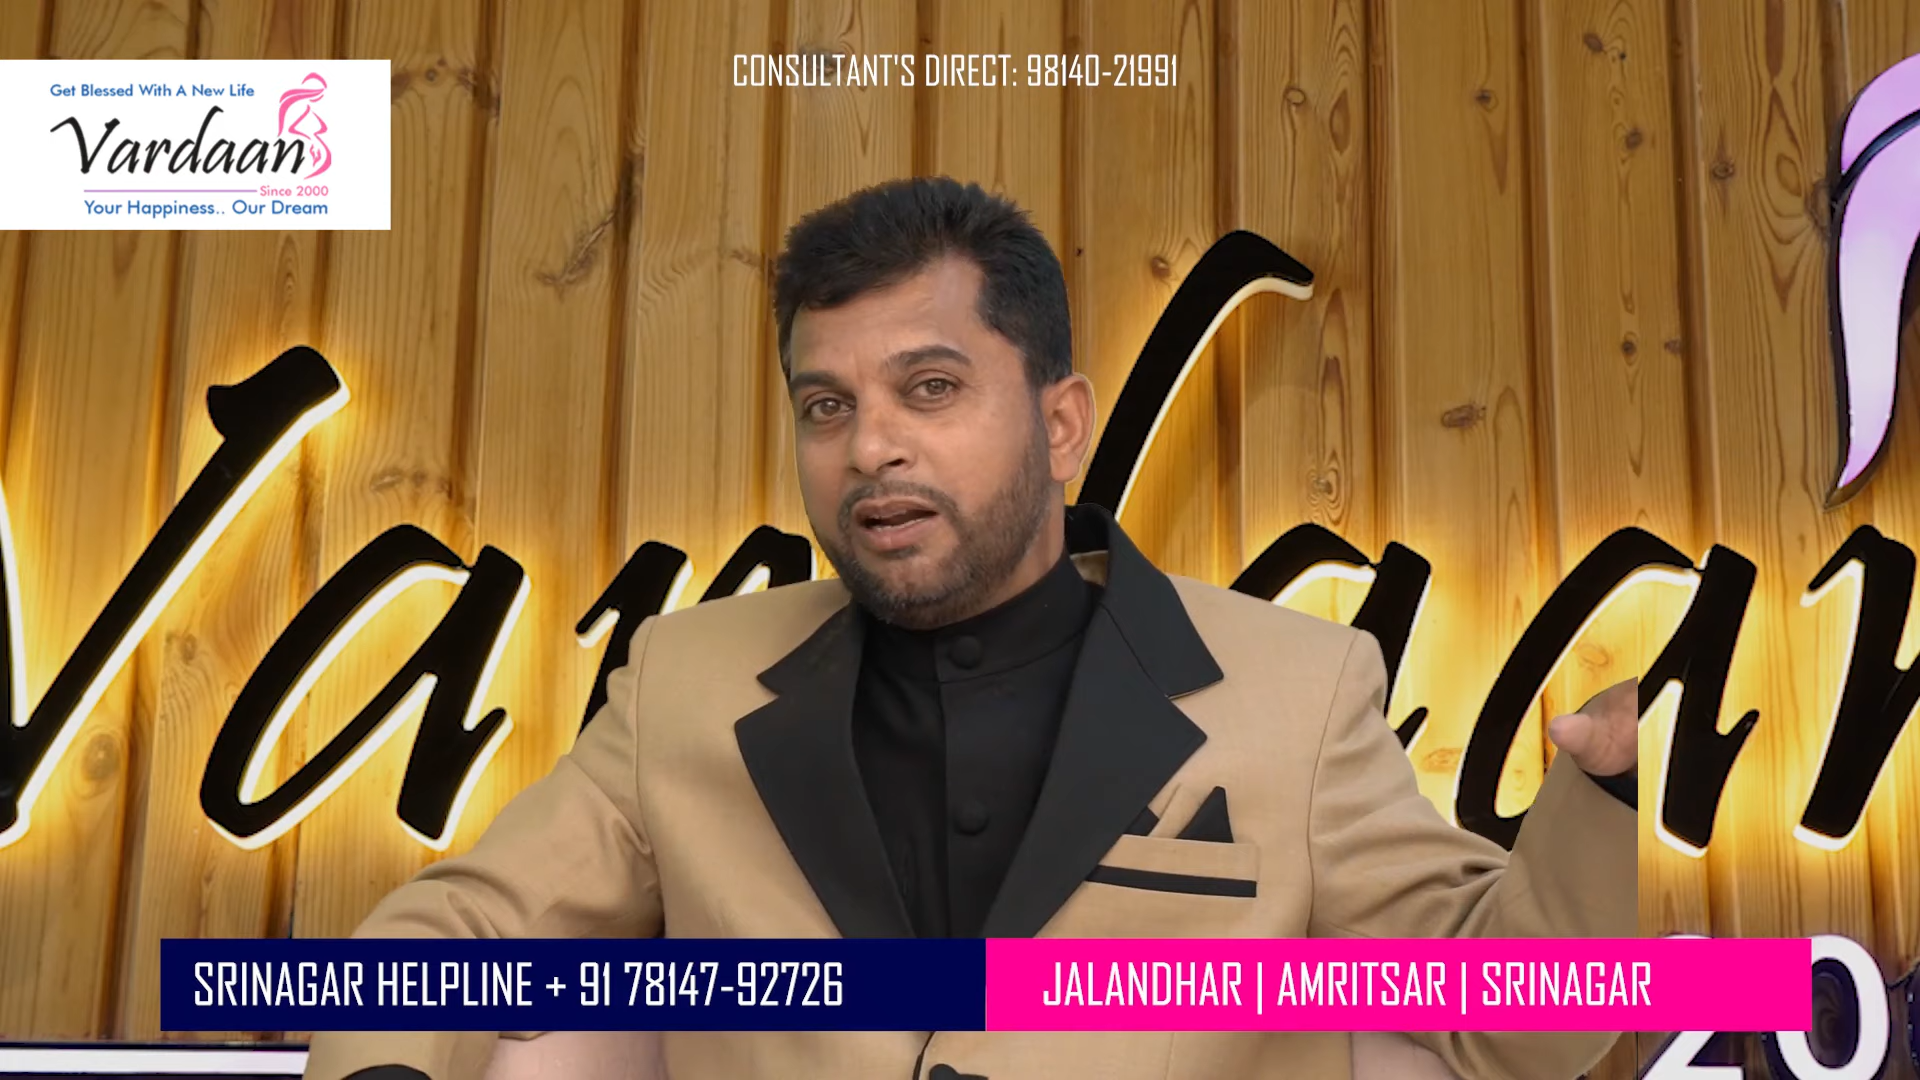 CONSULTANT'S DIRECT: 98140-21991
Get Blessed With A New Life
Vardaan
Since 2000
Your Happiness.. Our Dream
Vardaan
SRINAGAR HELPLINE + 91 78147-92726
JALANDHAR | AMRITSAR | SRINAGAR